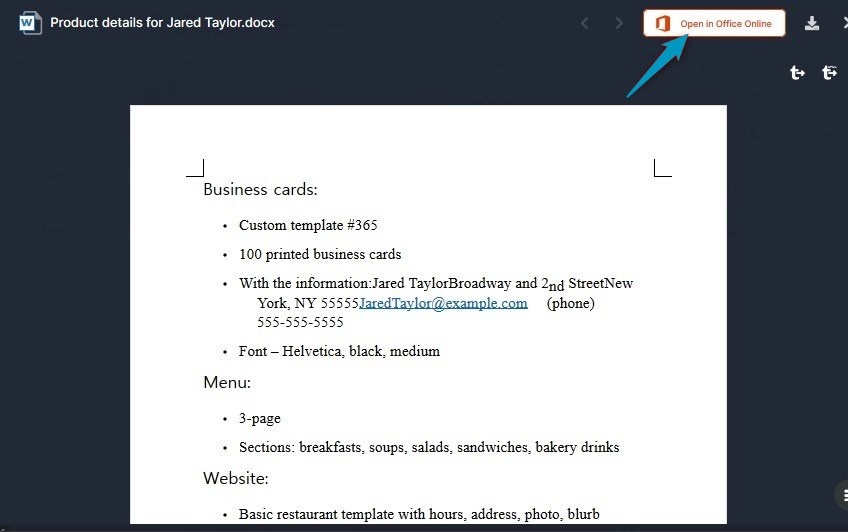 Product details for Jared Taylor.docx
Open in Office Online
Business cards:
• Custom template #365
• 100 printed business cards
• With the information:Jared TaylorBroadway and 2nd StreetNew
York, NY 55555JaredTaylor@example.com (phone)
555-555-5555
• Font – Helvetica, black, medium
Menu:
• 3-page
• Sections: breakfasts, soups, salads, sandwiches, bakery drinks
Website:
• Basic restaurant template with hours, address, photo, blurb